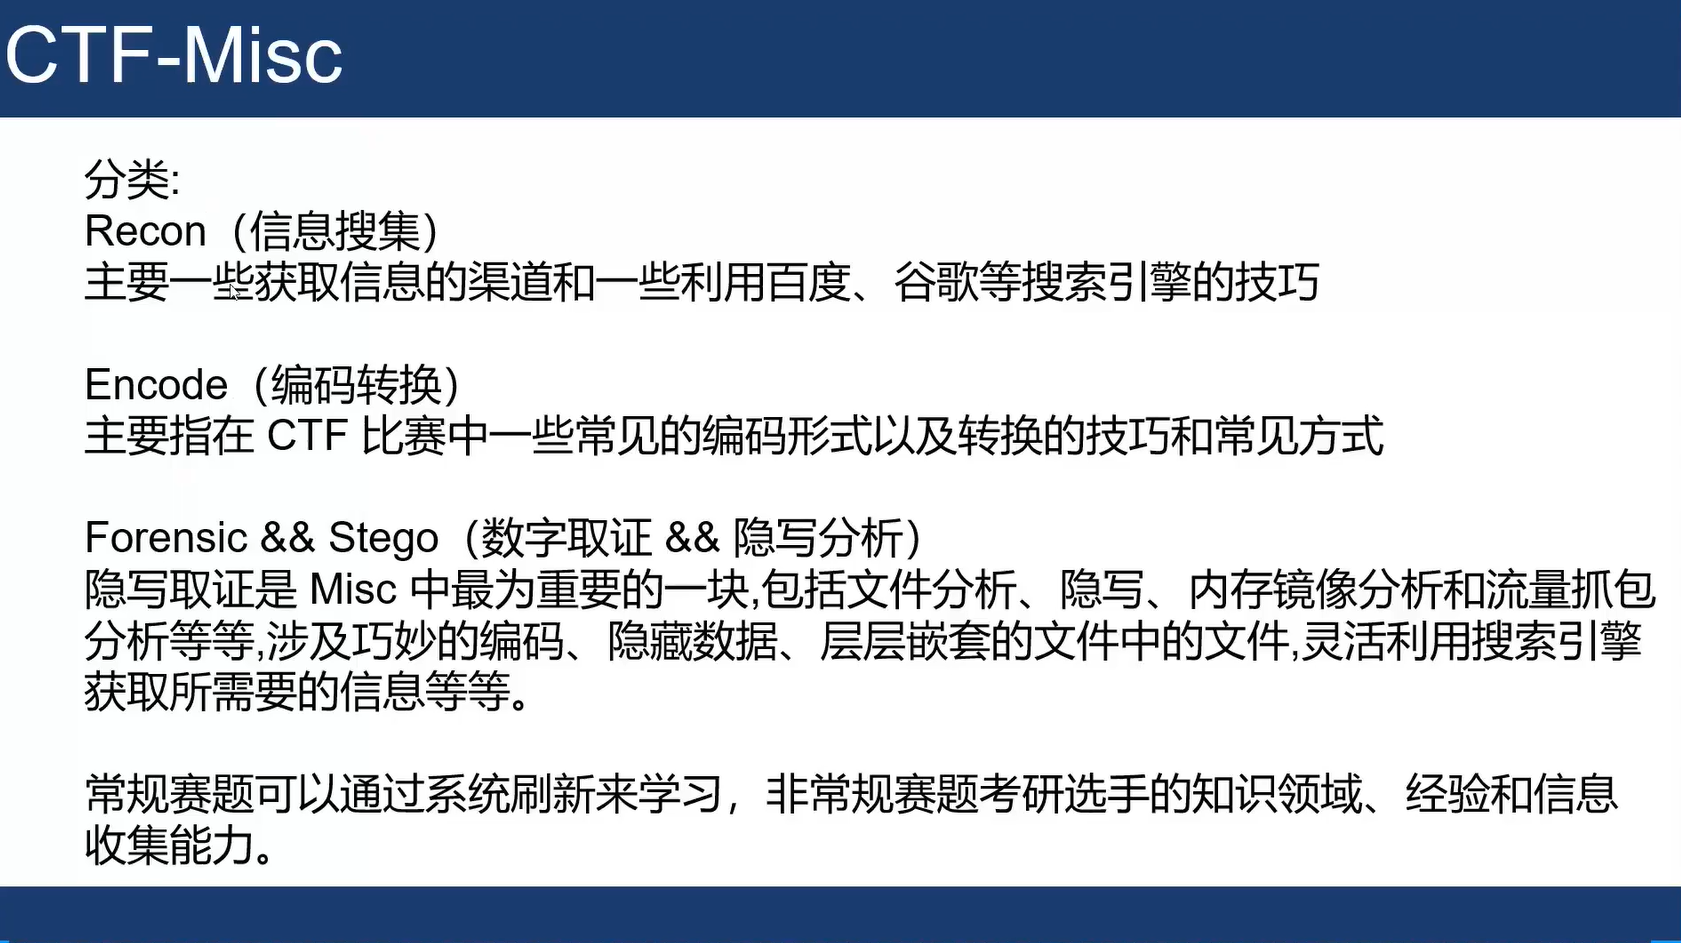 CTF-Misc
分类:
Recon（信息搜集）
主要一些获取信息的渠道和一些利用百度、谷歌等搜索引擎的技巧
Encode（编码转换）
主要指在 CTF 比赛中一些常见的编码形式以及转换的技巧和常见方式
Forensic && Stego（数字取证 && 隐写分析）
隐写取证是 Misc 中最为重要的一块,包括文件分析、隐写、内存镜像分析和流量抓包
分析等等,涉及巧妙的编码、隐藏数据、层层嵌套的文件中的文件,灵活利用搜索引擎
获取所需要的信息等等。
常规赛题可以通过系统刷新来学习，非常规赛题考研选手的知识领域、经验和信息
收集能力。